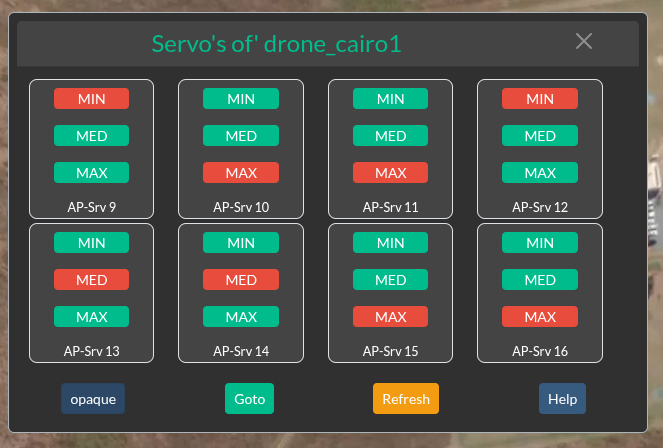 Servo's of' drone_cairo1
MIN MIN MIN MIN
MED MED MED MED
MAX MAX MAX MAX
AP-Srv 9 AP-Srv 10 AP-Srv 11 AP-Srv 12
MIN MIN MIN MIN
MED MED MED MED
MAX MAX MAX MAX
AP-Srv 13 AP-Srv 14 AP-Srv 15 AP-Srv 16
opaque Goto Refresh Help